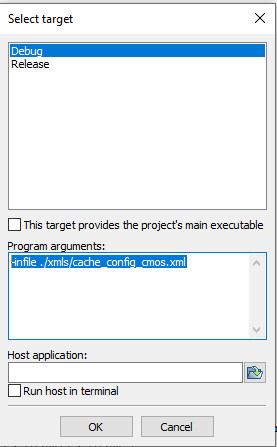 Select target
Debug
Release
This target provides the project's main executable
Program arguments:
-infile ./xmls/cache_config_cmos.xml
Host application:
Run host in terminal
OK
Cancel